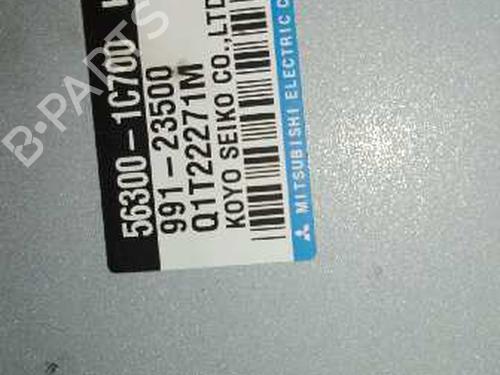 56300-1C700
991-23500
Q1T22271M
KOYO SEIKO CO.,LTD
MITSUBISHI ELECTRIC
B-PARTS